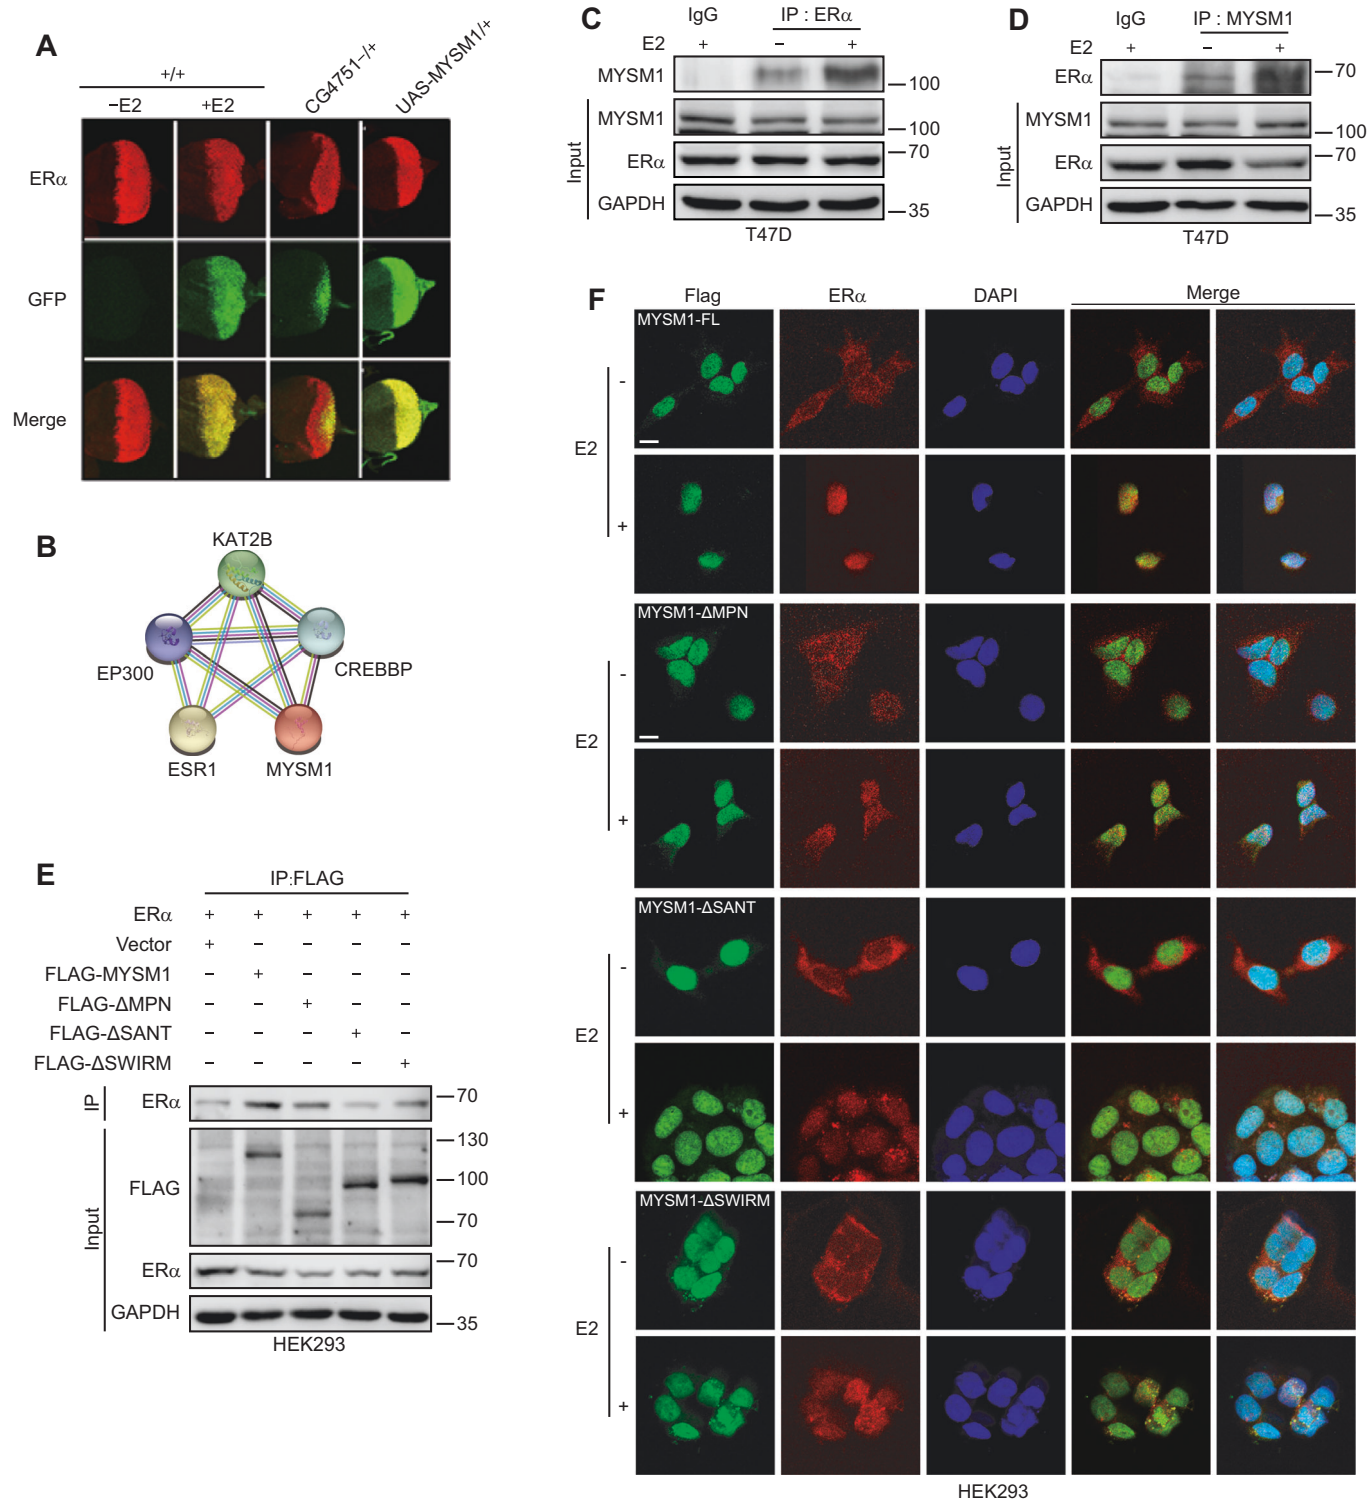 A
+/+
−E2
+E2
CG4751−/+
UAS-MYSM1/+
ERα
GFP
Merge
B
KAT2B
EP300
CREBBP
ESR1
MYSM1
C
IgG
IP : ERα
E2
+
−
+
MYSM1
100
Input
MYSM1
100
ERα
70
GAPDH
35
T47D
D
IgG
IP : MYSM1
E2
+
−
+
ERα
70
Input
MYSM1
100
ERα
70
GAPDH
35
T47D
E
IP:FLAG
ERα + + + + +
Vector + − − − −
FLAG-MYSM1 − + − − −
FLAG-ΔMPN − − + − −
FLAG-ΔSANT − − − + −
FLAG-ΔSWIRM − − − − +
IP
ERα
70
Input
FLAG
130
100
70
ERα
70
GAPDH
35
HEK293
F
Flag
ERα
DAPI
Merge
MYSM1-FL
E2
-
+
MYSM1-ΔMPN
E2
-
+
MYSM1-ΔSANT
E2
-
+
MYSM1-ΔSWIRM
E2
-
+
HEK293